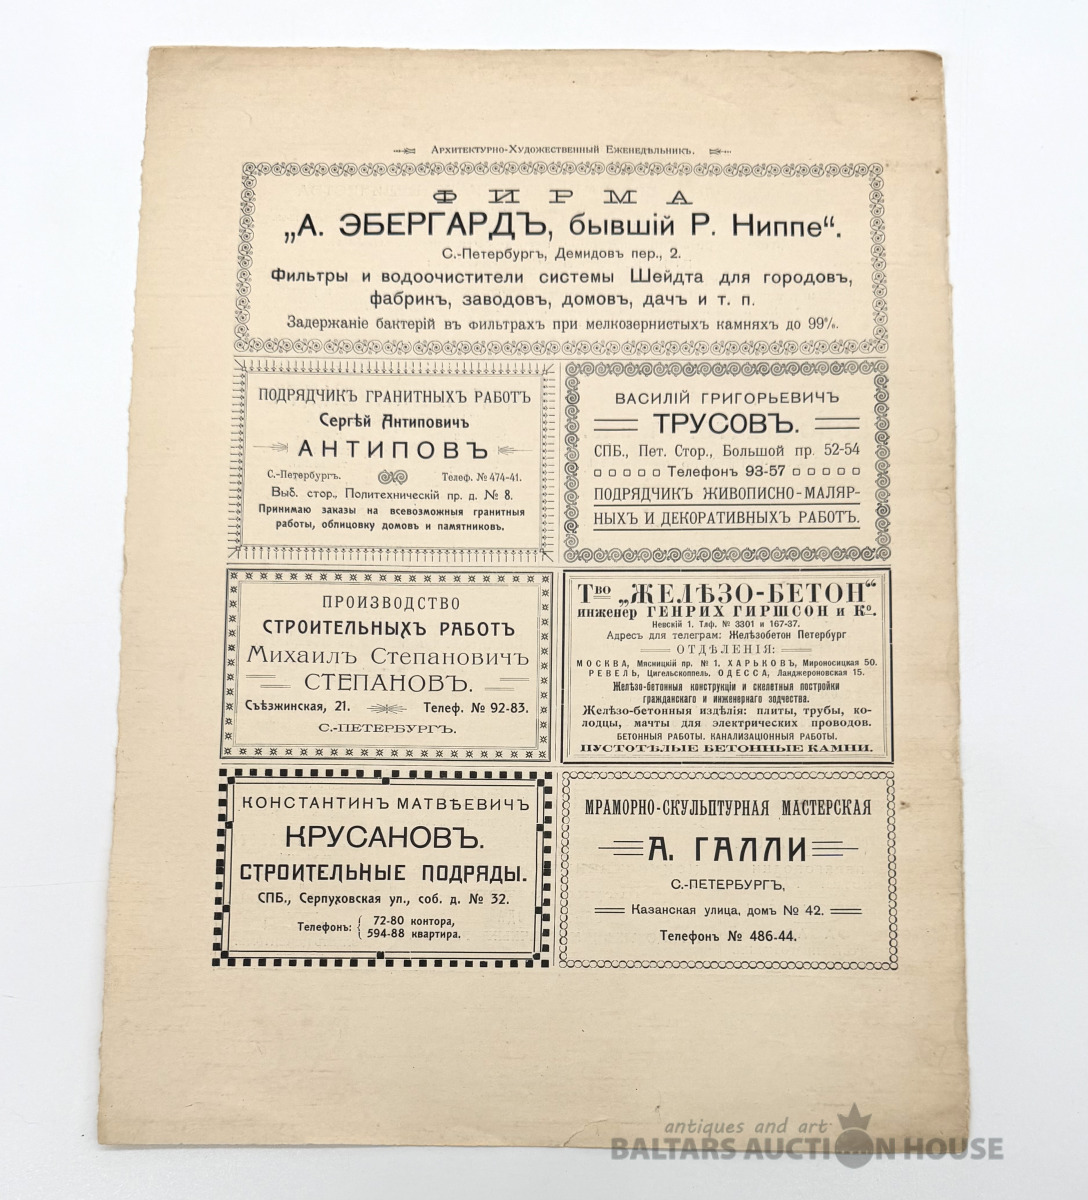 Архитектурно-Художественный Еженедѣльникъ.
ФИРМА
„А. ЭБЕРГАРДЪ, бывшій Р. Ниппе“.
С.-Петербургъ, Демидовъ пер., 2.
Фильтры и водоочистители системы Шейдта для городовъ,
фабрикъ, заводовъ, домовъ, дачъ и т. п.
Задержаніе бактерій въ фильтрахъ при мелкозернистыхъ камняхъ до 99%.
ПОДРЯДЧИКЪ ГРАНИТНЫХЪ РАБОТЪ
Сергѣй Антиповичъ
АНТИПОВЪ
С.-Петербургъ. Телеф. № 474-41.
Выб. стор., Политехническій пр. д. № 8.
Принимаю заказы на всевозможныя гранитныя
работы, облицовку домовъ и памятниковъ.
ВАСИЛІЙ ГРИГОРЬЕВИЧЪ
ТРУСОВЪ.
СПБ., Пет. Стор., Большой пр. 52-54
Телефонъ 93-57
ПОДРЯДЧИКЪ ЖИВОПИСНО-МАЛЯР-
НЫХЪ И ДЕКОРАТИВНЫХЪ РАБОТЪ.
ПРОИЗВОДСТВО
СТРОИТЕЛЬНЫХЪ РАБОТЪ
Михаилъ Степановичъ
СТЕПАНОВЪ.
Съѣзжинская, 21. Телеф. № 92-83.
С.-ПЕТЕРБУРГЪ.
Тво „ЖЕЛѢЗО-БЕТОН“
инженер ГЕНРИХ ГИРШСОН и Ко.
Невскій 1. Тлф. № 3301 и 167-37.
Адресъ для телеграм: Желѣзобетон Петербург
ОТДѢЛЕНІЯ:
МОСКВА, Мясницкій пр. № 1. ХАРЬКОВЪ, Мироносицкая 50.
РЕВЕЛЬ, Цигельскоппель. ОДЕССА, Ланджероновская 15.
Желѣзо-бетонныя конструкціи и скелетныя постройки
гражданскаго и инженернаго зодчества.
Желѣзо-бетонныя издѣлія: плиты, трубы, ко-
лодцы, мачты для электрических проводов.
БЕТОННЫЯ РАБОТЫ. КАНАЛИЗАЦІОННЫЯ РАБОТЫ.
ПУСТОТѢЛЫЕ БЕТОННЫЕ КАМНИ.
КОНСТАНТИНЪ МАТВѢЕВИЧЪ
КРУСАНОВЪ.
СТРОИТЕЛЬНЫЕ ПОДРЯДЫ.
СПБ., Серпуховская ул., соб. д. № 32.
Телефонъ: { 72-80 контора,
594-88 квартира.
МРАМОРНО-СКУЛЬПТУРНАЯ МАСТЕРСКАЯ
А. ГАЛЛИ
С.-ПЕТЕРБУРГЪ,
Казанская улица, домъ № 42.
Телефонъ № 486-44.
antiques and art
BALTARS AUCTION HOUSE